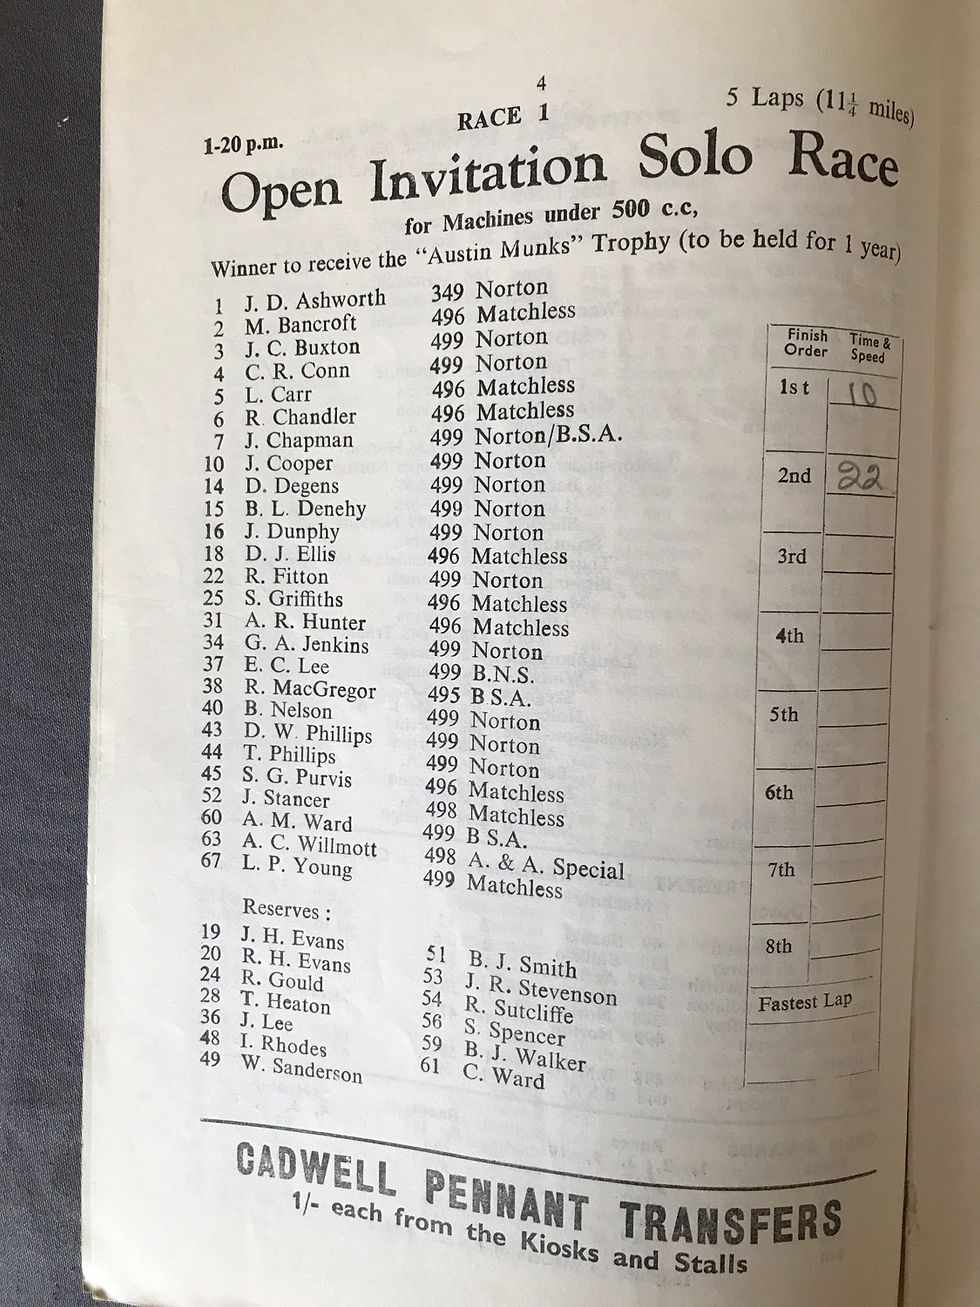 4
RACE 1
5 Laps (11¼ miles)
1-20 p.m.
Open Invitation Solo Race
for Machines under 500 c.c,
Winner to receive the “Austin Munks” Trophy (to be held for 1 year)
1 J. D. Ashworth 349 Norton
2 M. Bancroft 496 Matchless
3 J. C. Buxton 499 Norton
4 C. R. Conn 499 Norton
5 L. Carr 496 Matchless
6 R. Chandler 496 Matchless
7 J. Chapman 499 Norton/B.S.A.
10 J. Cooper 499 Norton
14 D. Degens 499 Norton
15 B. L. Denehy 499 Norton
16 J. Dunphy 499 Norton
18 D. J. Ellis 496 Matchless
22 R. Fitton 499 Norton
25 S. Griffiths 496 Matchless
31 A. R. Hunter 496 Matchless
34 G. A. Jenkins 499 Norton
37 E. C. Lee 499 B.N.S.
38 R. MacGregor 495 B S.A.
40 B. Nelson 499 Norton
43 D. W. Phillips 499 Norton
44 T. Phillips 499 Norton
45 S. G. Purvis 496 Matchless
52 J. Stancer 498 Matchless
60 A. M. Ward 499 B S.A.
63 A. C. Willmott 498 A. & A. Special
67 L. P. Young 499 Matchless
Reserves :
19 J. H. Evans
20 R. H. Evans
24 R. Gould
28 T. Heaton
36 J. Lee
48 I. Rhodes
49 W. Sanderson
51 B. J. Smith
53 J. R. Stevenson
54 R. Sutcliffe
56 S. Spencer
59 B. J. Walker
61 C. Ward
Finish Order Time & Speed
1st 10
2nd 22
3rd
4th
5th
6th
7th
8th
Fastest Lap
CADWELL PENNANT TRANSFERS
1/- each from the Kiosks and Stalls